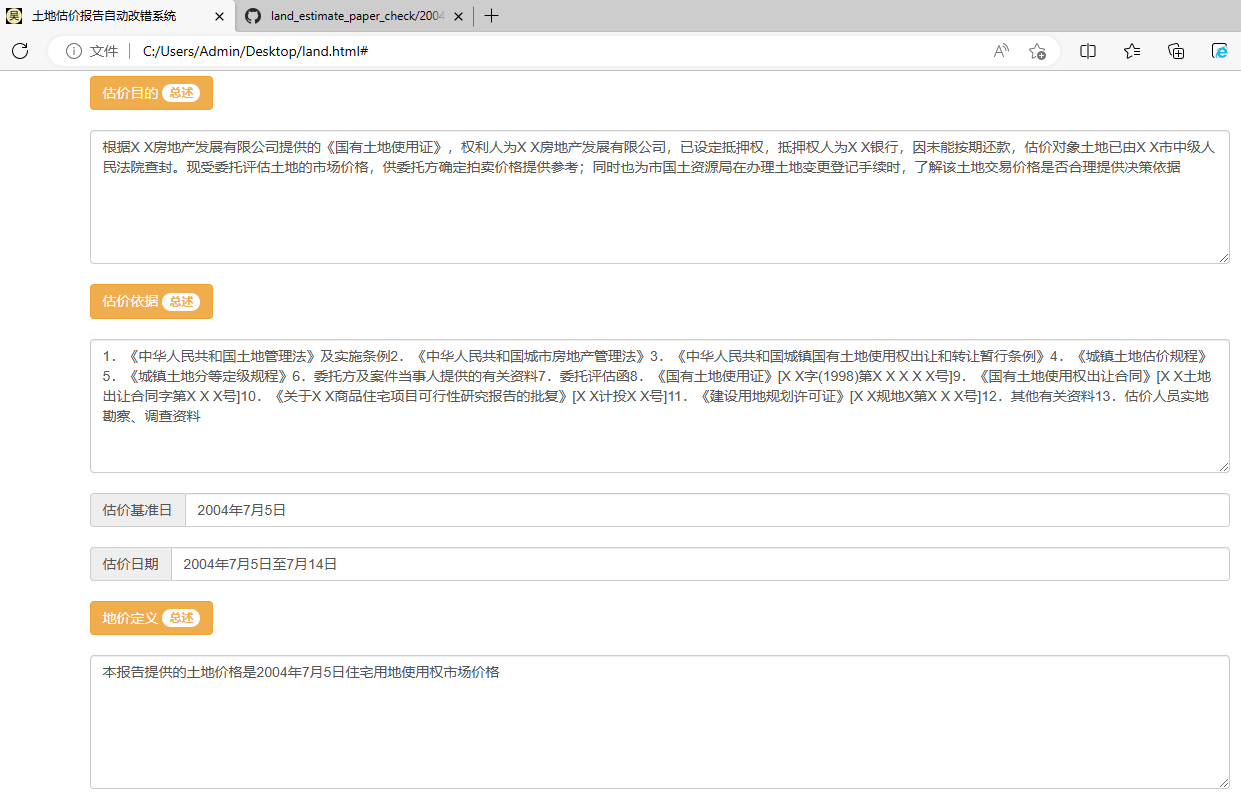 吴 土地估价报告自动改错系统
land_estimate_paper_check/2004
文件 C:/Users/Admin/Desktop/land.html#
估价目的 总述
根据X X房地产发展有限公司提供的《国有土地使用证》，权利人为X X房地产发展有限公司，已设定抵押权，抵押权人为X X银行，因未能按期还款，估价对象土地已由X X市中级人
民法院查封。现受委托评估土地的市场价格，供委托方确定拍卖价格提供参考；同时也为市国土资源局在办理土地变更登记手续时，了解该土地交易价格是否合理提供决策依据
估价依据 总述
1．《中华人民共和国土地管理法》及实施条例2．《中华人民共和国城市房地产管理法》3．《中华人民共和国城镇国有土地使用权出让和转让暂行条例》4．《城镇土地估价规程》
5．《城镇土地分等定级规程》6．委托方及案件当事人提供的有关资料7．委托评估函8．《国有土地使用证》[X X字(1998)第X X X X X号]9．《国有土地使用权出让合同》[X X土地
出让合同字第X X X号]10．《关于X X商品住宅项目可行性研究报告的批复》[X X计投X X号]11．《建设用地规划许可证》[X X规地X第X X X号]12．其他有关资料13．估价人员实地
勘察、调查资料
估价基准日 2004年7月5日
估价日期 2004年7月5日至7月14日
地价定义 总述
本报告提供的土地价格是2004年7月5日住宅用地使用权市场价格